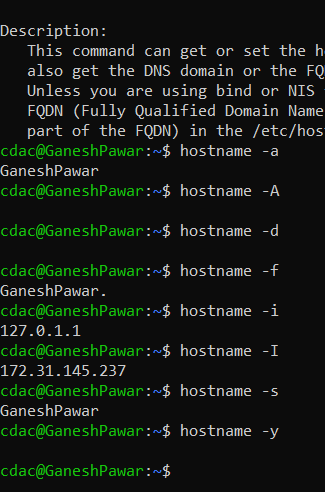 Description:
This command can get or set the h
also get the DNS domain or the FQ
Unless you are using bind or NIS
FQDN (Fully Qualified Domain Name
part of the FQDN) in the /etc/hos
cdac@GaneshPawar:~$ hostname -a
GaneshPawar
cdac@GaneshPawar:~$ hostname -A
cdac@GaneshPawar:~$ hostname -d
cdac@GaneshPawar:~$ hostname -f
GaneshPawar.
cdac@GaneshPawar:~$ hostname -i
127.0.1.1
cdac@GaneshPawar:~$ hostname -I
172.31.145.237
cdac@GaneshPawar:~$ hostname -s
GaneshPawar
cdac@GaneshPawar:~$ hostname -y
cdac@GaneshPawar:~$